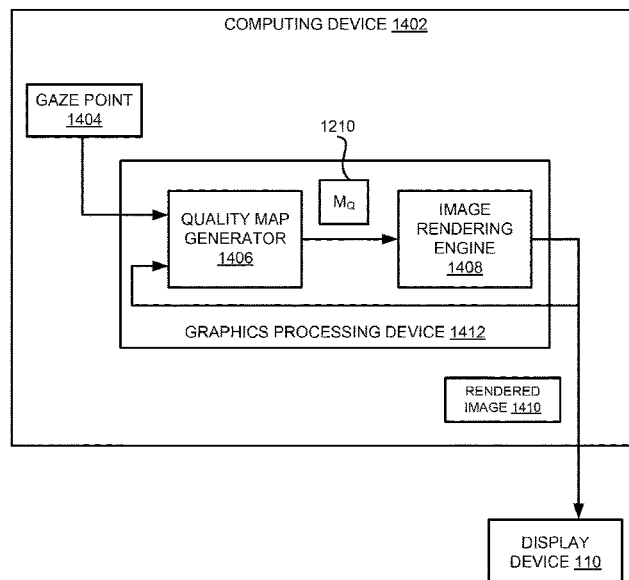 COMPUTING DEVICE 1402
GAZE POINT
1404
1210
MQ
QUALITY MAP
GENERATOR
1406
IMAGE
RENDERING
ENGINE
1408
GRAPHICS PROCESSING DEVICE 1412
RENDERED
IMAGE 1410
DISPLAY
DEVICE 110